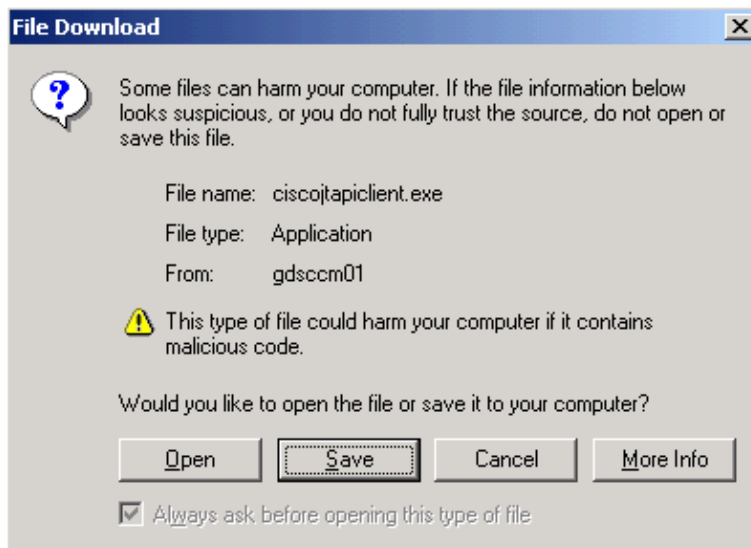 File Download
Some files can harm your computer. If the file information below
looks suspicious, or you do not fully trust the source, do not open or
save this file.
File name: ciscojtapiclient.exe
File type: Application
From: gdsccm01
This type of file could harm your computer if it contains
malicious code.
Would you like to open the file or save it to your computer?
Open Save Cancel More Info
Always ask before opening this type of file